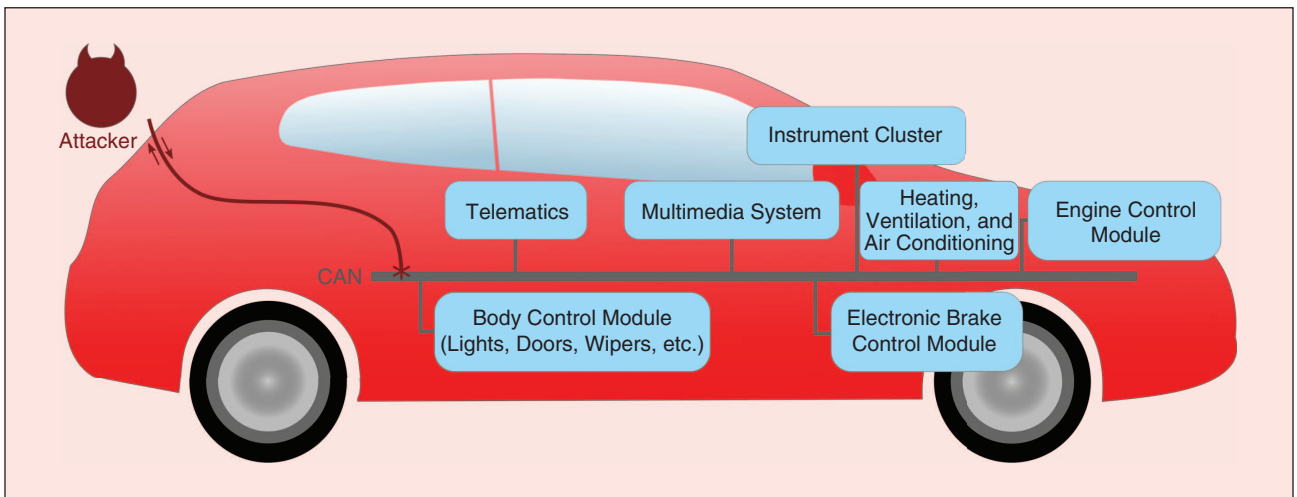 Attacker
Instrument Cluster
Telematics
Multimedia System
Heating,
Ventilation, and
Air Conditioning
Engine Control
Module
CAN
Body Control Module
(Lights, Doors, Wipers, etc.)
Electronic Brake
Control Module